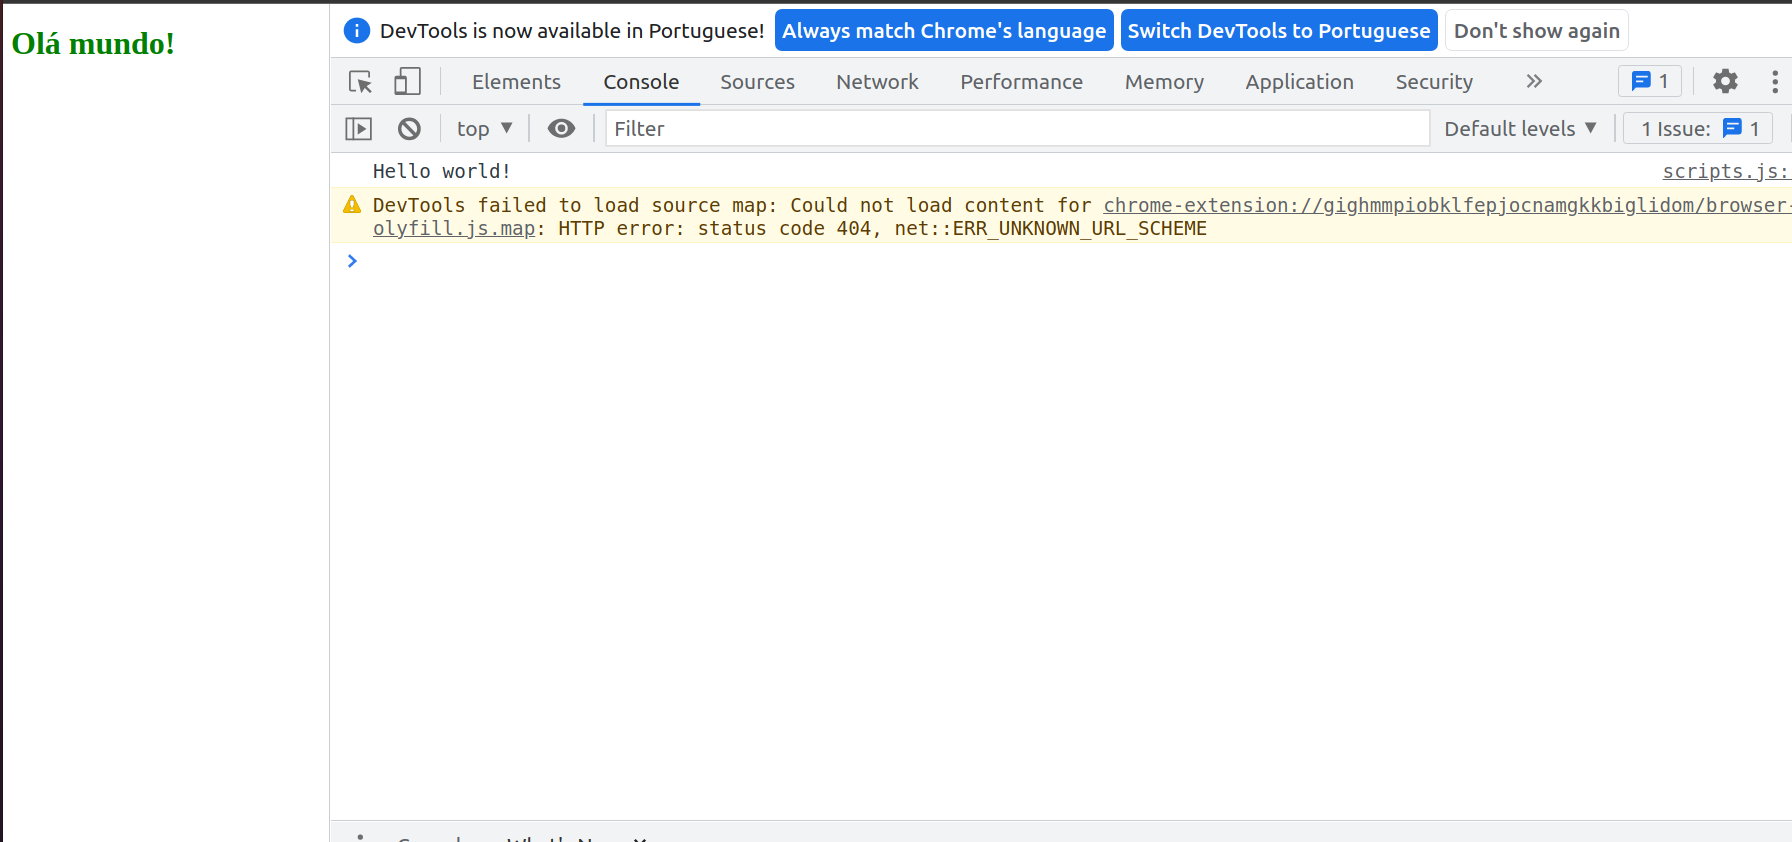 Olá mundo!
DevTools is now available in Portuguese! Always match Chrome's language Switch DevTools to Portuguese Don't show again
Elements Console Sources Network Performance Memory Application Security 1
top Filter Default levels 1 Issue: 1
Hello world! scripts.js:
DevTools failed to load source map: Could not load content for chrome-extension://gighmmpiobklfepjocnamgkkbiglidom/browser-
olyfill.js.map: HTTP error: status code 404, net::ERR_UNKNOWN_URL_SCHEME